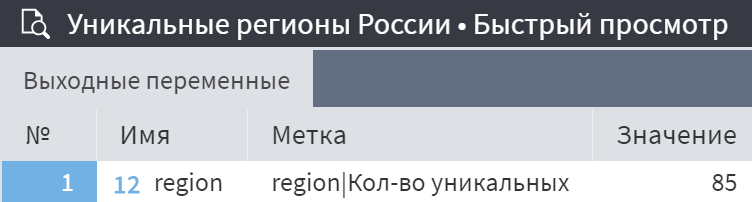 Уникальные регионы России • Быстрый просмотр
Выходные переменные
№ Имя Метка Значение
1 12 region region|Кол-во уникальных 85